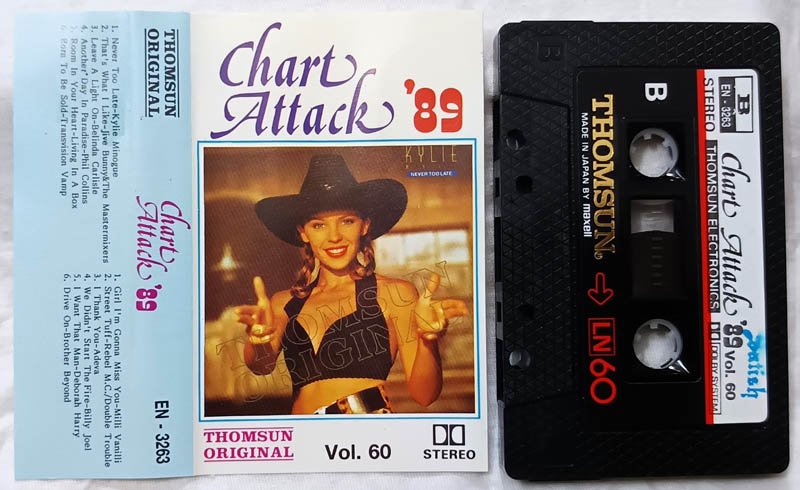 THOMSUN
ORIGINAL
1. Never Too Late-Kylie Minogue
2. That's What I Like-Jive Bunny&The Mastermixers
3. Leave A Light On-Belinda Carlisle
4. Another Day In Paradise-Phil Collins
5. Room In Your Heart-Living In A Box
6. Born To Be Sold-Transvision Vamp
Chart
Attack '89
1. Girl I'm Gonna Miss You-Milli Vanilli
2. Street Tuff-Rebel M.C./Double Trouble
3. I Thank You-Adeva
4. We Didn't Start The Fire-Billy Joel
5. I Want That Man-Deborah Harry
6. Drive On-Brother Beyond
EN - 3263
Chart
Attack '89
KYLIE
NEVER TOO LATE
THOMSUN
ORIGINAL
THOMSUN
ORIGINAL
Vol. 60
STEREO
B
EN - 3263
STEREO
Chart Attack '89 Vol. 60
THOMSUN ELECTRONICS
DOLBY SYSTEM
Satish
B
THOMSUN
MADE IN JAPAN BY maxell
LN60